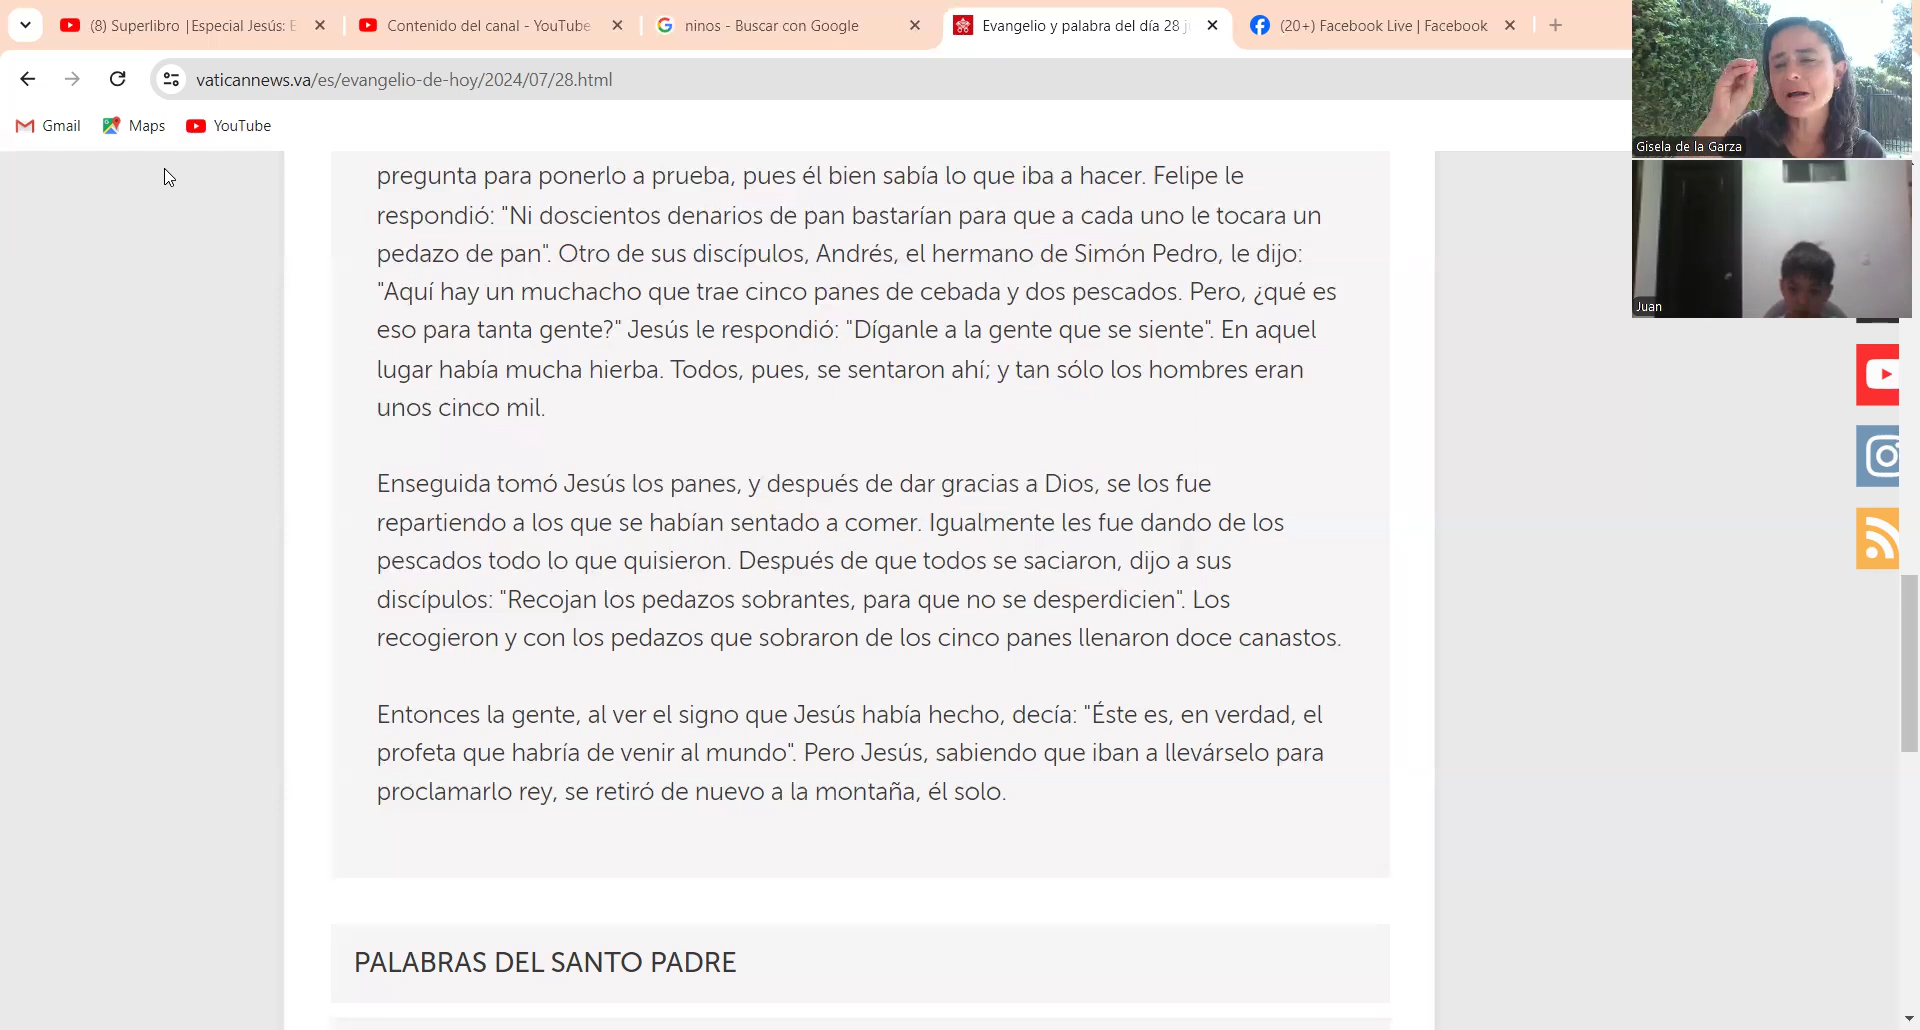 (8) Superlibro |Especial Jesús: E
Contenido del canal - YouTube
ninos - Buscar con Google
Evangelio y palabra del día 28 j
(20+) Facebook Live | Facebook
vaticannews.va/es/evangelio-de-hoy/2024/07/28.html
Gmail
Maps
YouTube
Gisela de la Garza
Juan
pregunta para ponerlo a prueba, pues él bien sabía lo que iba a hacer. Felipe le
respondió: "Ni doscientos denarios de pan bastarían para que a cada uno le tocara un
pedazo de pan". Otro de sus discípulos, Andrés, el hermano de Simón Pedro, le dijo:
"Aquí hay un muchacho que trae cinco panes de cebada y dos pescados. Pero, ¿qué es
eso para tanta gente?" Jesús le respondió: "Díganle a la gente que se siente". En aquel
lugar había mucha hierba. Todos, pues, se sentaron ahí; y tan sólo los hombres eran
unos cinco mil.
Enseguida tomó Jesús los panes, y después de dar gracias a Dios, se los fue
repartiendo a los que se habían sentado a comer. Igualmente les fue dando de los
pescados todo lo que quisieron. Después de que todos se saciaron, dijo a sus
discípulos: "Recojan los pedazos sobrantes, para que no se desperdicien". Los
recogieron y con los pedazos que sobraron de los cinco panes llenaron doce canastos.
Entonces la gente, al ver el signo que Jesús había hecho, decía: "Éste es, en verdad, el
profeta que habría de venir al mundo". Pero Jesús, sabiendo que iban a llevárselo para
proclamarlo rey, se retiró de nuevo a la montaña, él solo.
PALABRAS DEL SANTO PADRE